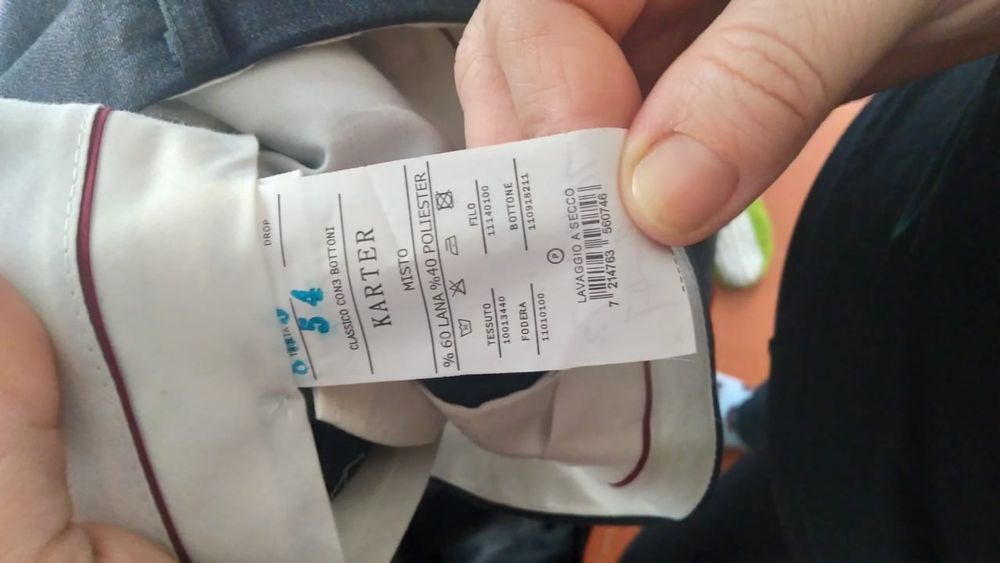 DROP
54
CLASSICO CON3 BOTTONI
KARTER
MISTO
% 60 LANA %40 POLIESTER
TESSUTO FILO
10013440 11140100
FODERA BOTTONE
11010100 110918211
P
LAVAGGIO A SECCO
7 214763 560746